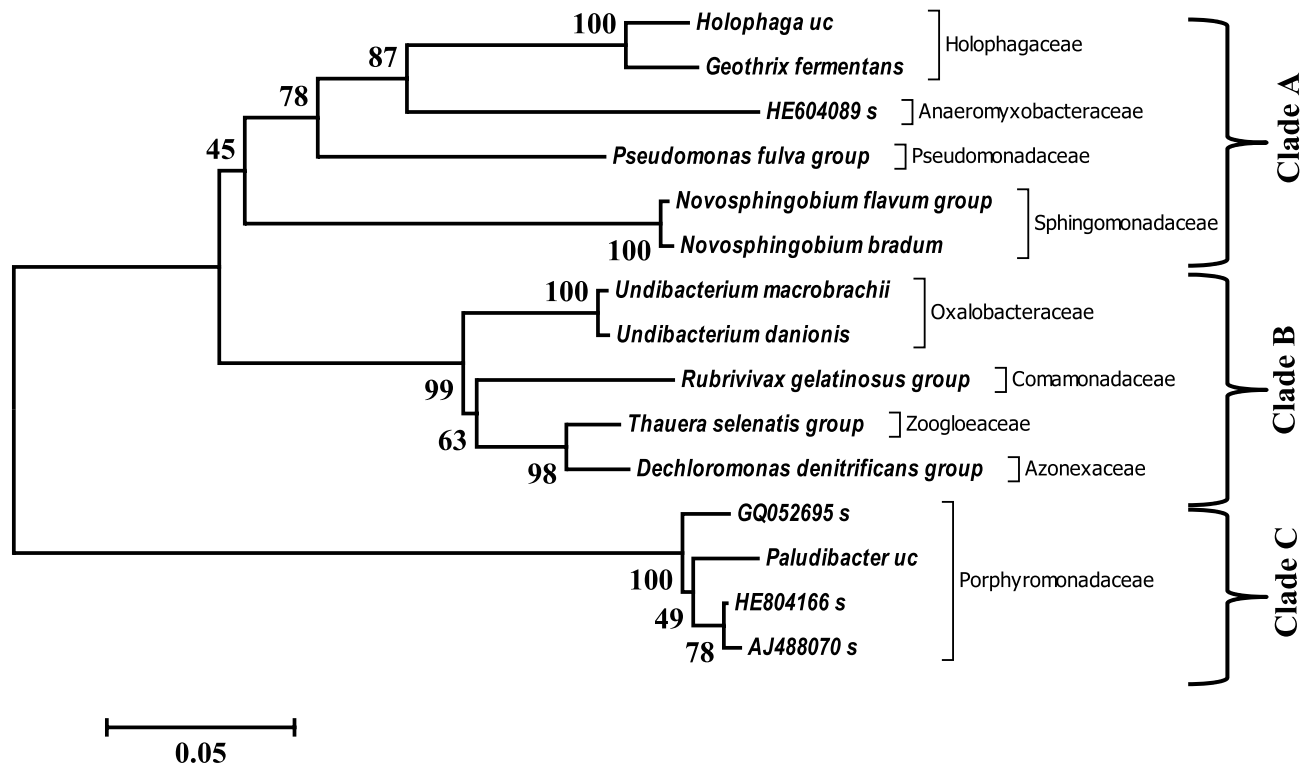 100
Holophaga uc
Geothrix fermentans
Holophagaceae
87
HE604089 s
Anaeromyxobacteraceae
78
Pseudomonas fulva group
Pseudomonadaceae
45
Novosphingobium flavum group
Novosphingobium bradum
100
Sphingomonadaceae
Clade A
100
Undibacterium macrobrachii
Undibacterium danionis
Oxalobacteraceae
99
Rubrivivax gelatinosus group
Comamonadaceae
63
Thauera selenatis group
Zoogloeaceae
98
Dechloromonas denitrificans group
Azonexaceae
Clade B
GQ052695 s
Paludibacter uc
100
HE804166 s
49
AJ488070 s
78
Porphyromonadaceae
Clade C
0.05